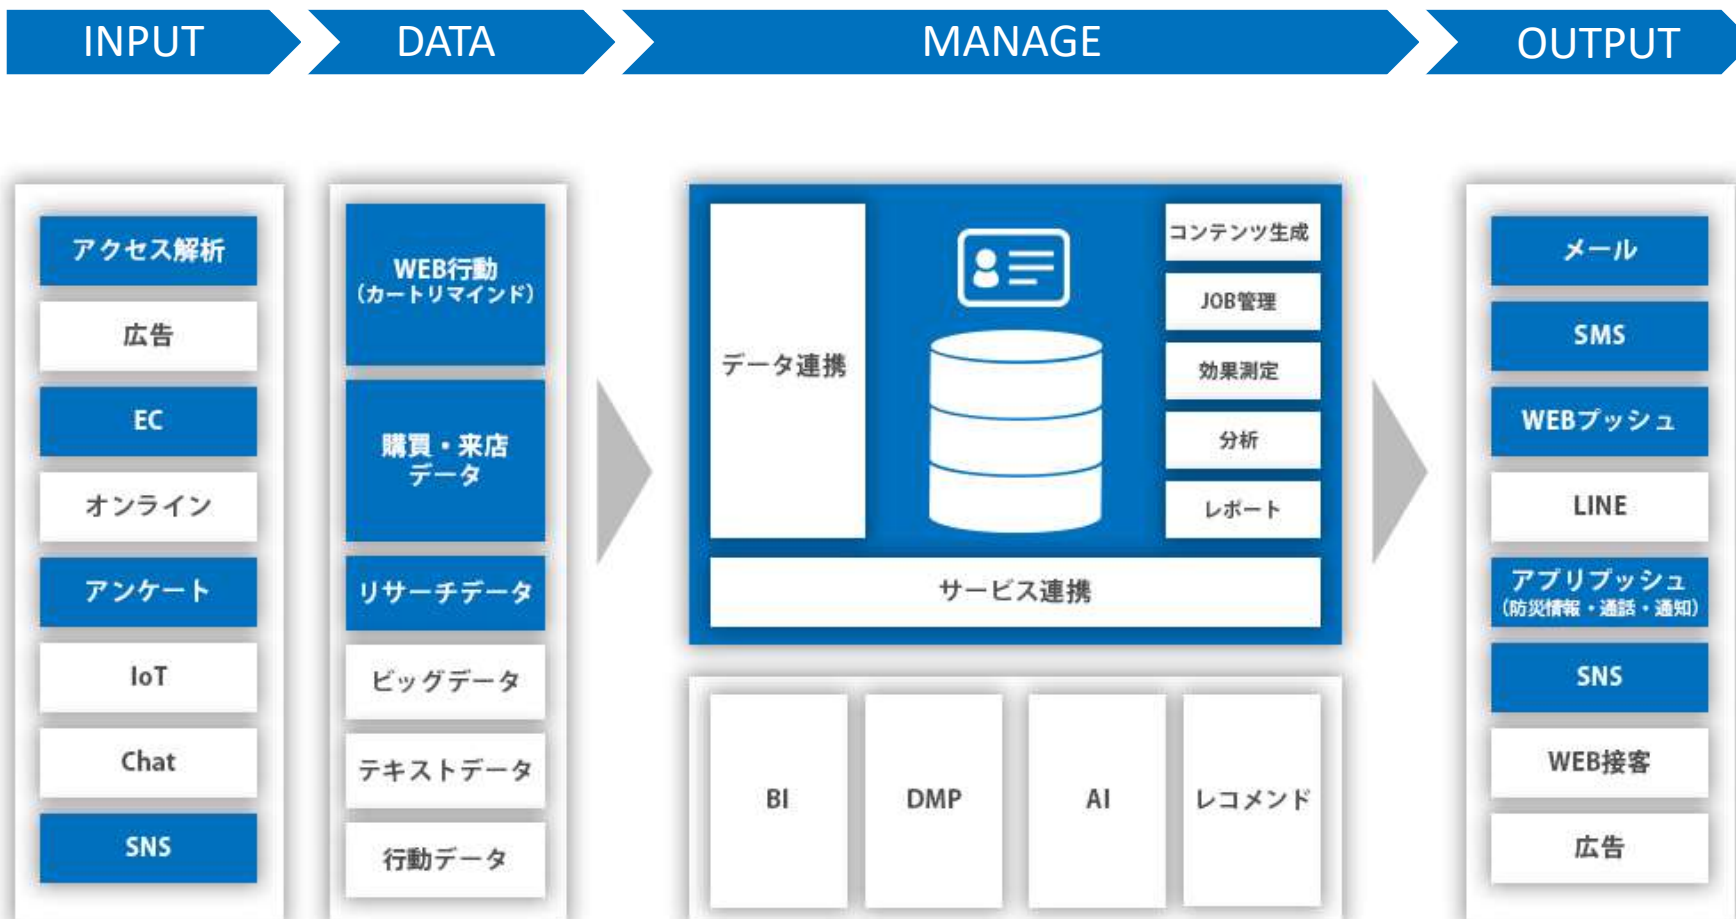 INPUT
DATA
MANAGE
OUTPUT
アクセス解析
広告
EC
オンライン
アンケート
IoT
Chat
SNS
WEB行動
（カートリマインド）
購買・来店
データ
リサーチデータ
ビッグデータ
テキストデータ
行動データ
データ連携
コンテンツ生成
JOB管理
効果測定
分析
レポート
サービス連携
BI
DMP
AI
レコメンド
メール
SMS
WEBプッシュ
LINE
アプリプッシュ
（防災情報・通話・通知）
SNS
WEB接客
広告